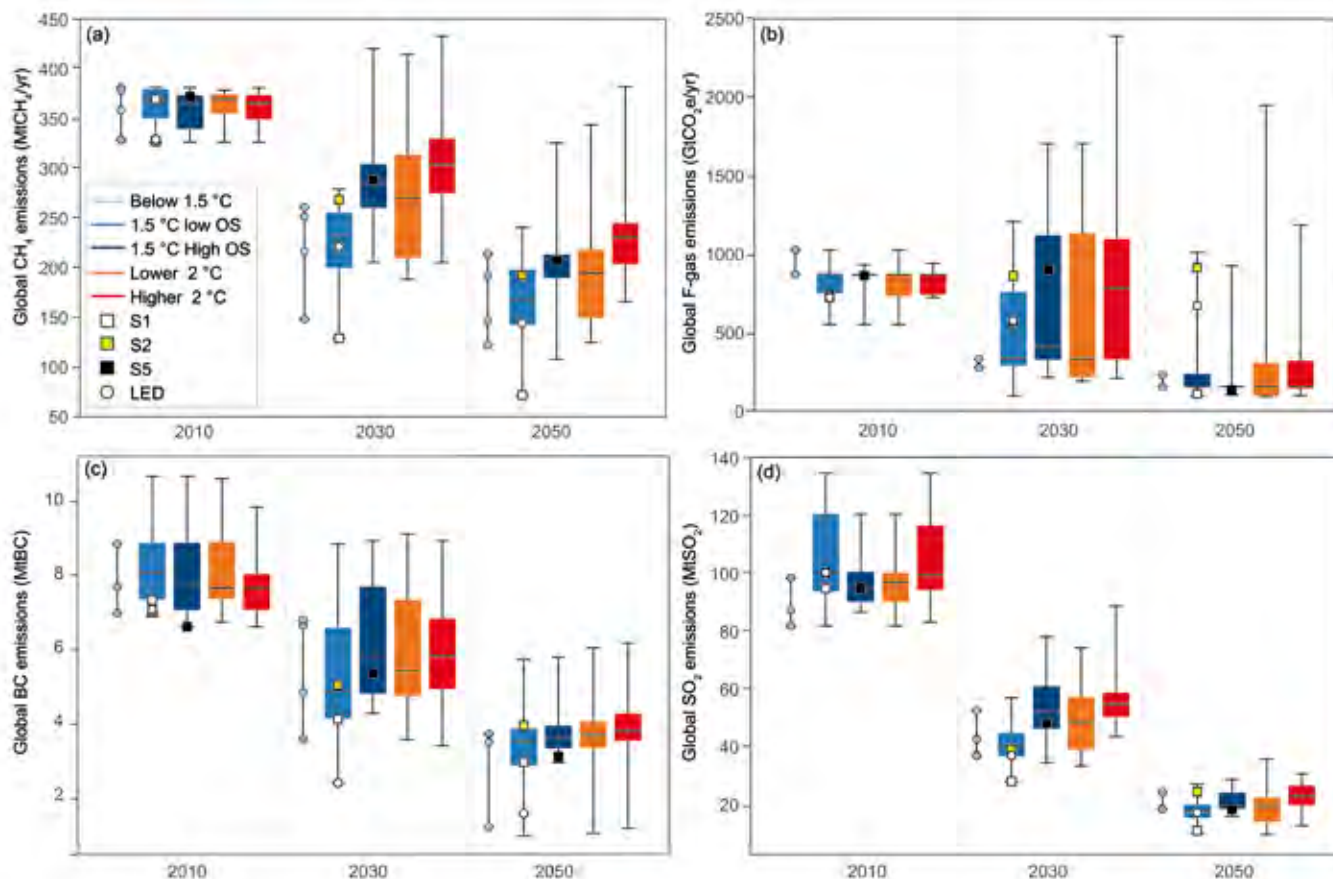 (a)
Global CH₄ emissions (MtCH₄/yr)
450
400
350
300
250
200
150
100
50
Below 1.5 °C
1.5 °C low OS
1.5 °C High OS
Lower 2 °C
Higher 2 °C
S1
S2
S5
LED
2010
2030
2050
(b)
Global F-gas emissions (GtCO₂e/yr)
2500
2000
1500
1000
500
0
2010
2030
2050
(c)
Global BC emissions (MtBC)
10
8
6
4
2
2010
2030
2050
(d)
Global SO₂ emissions (MtSO₂)
140
120
100
80
60
40
20
2010
2030
2050